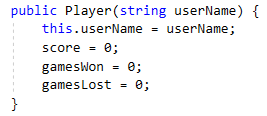 public Player(string userName) {
    this.userName = userName;
    score = 0;
    gamesWon = 0;
    gamesLost = 0;
}